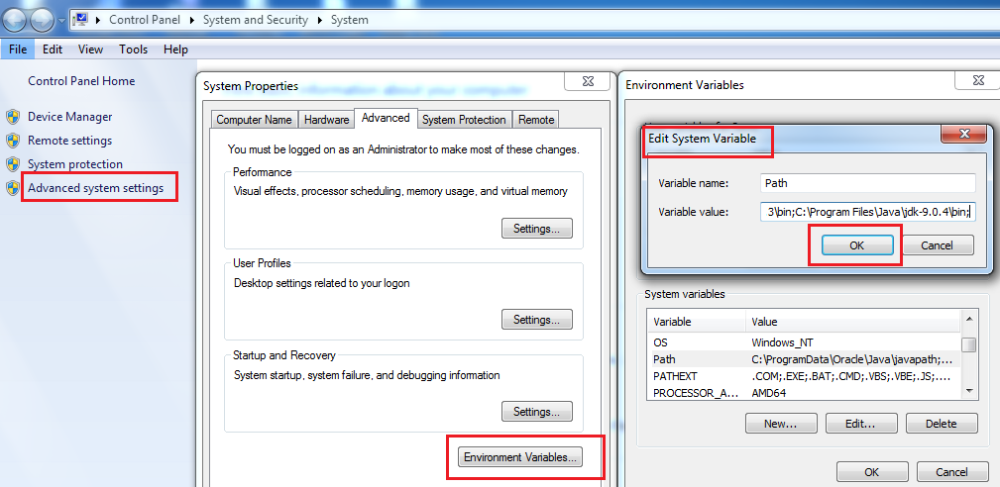 Control Panel ▸ System and Security ▸ System
File Edit View Tools Help
Control Panel Home
Device Manager
Remote settings
System protection
Advanced system settings
System Properties
Computer Name Hardware Advanced System Protection Remote
You must be logged on as an Administrator to make most of these changes.
Performance
Visual effects, processor scheduling, memory usage, and virtual memory
Settings...
User Profiles
Desktop settings related to your logon
Settings...
Startup and Recovery
System startup, system failure, and debugging information
Settings...
Environment Variables...
Environment Variables
Edit System Variable
Variable name: Path
Variable value: 3\bin;C:\Program Files\Java\jdk-9.0.4\bin;
OK Cancel
System variables
Variable Value
OS Windows_NT
Path C:\ProgramData\Oracle\Java\javapath;...
PATHEXT .COM;.EXE;.BAT;.CMD;.VBS;.VBE;.JS;....
PROCESSOR_A... AMD64
New... Edit... Delete
OK Cancel